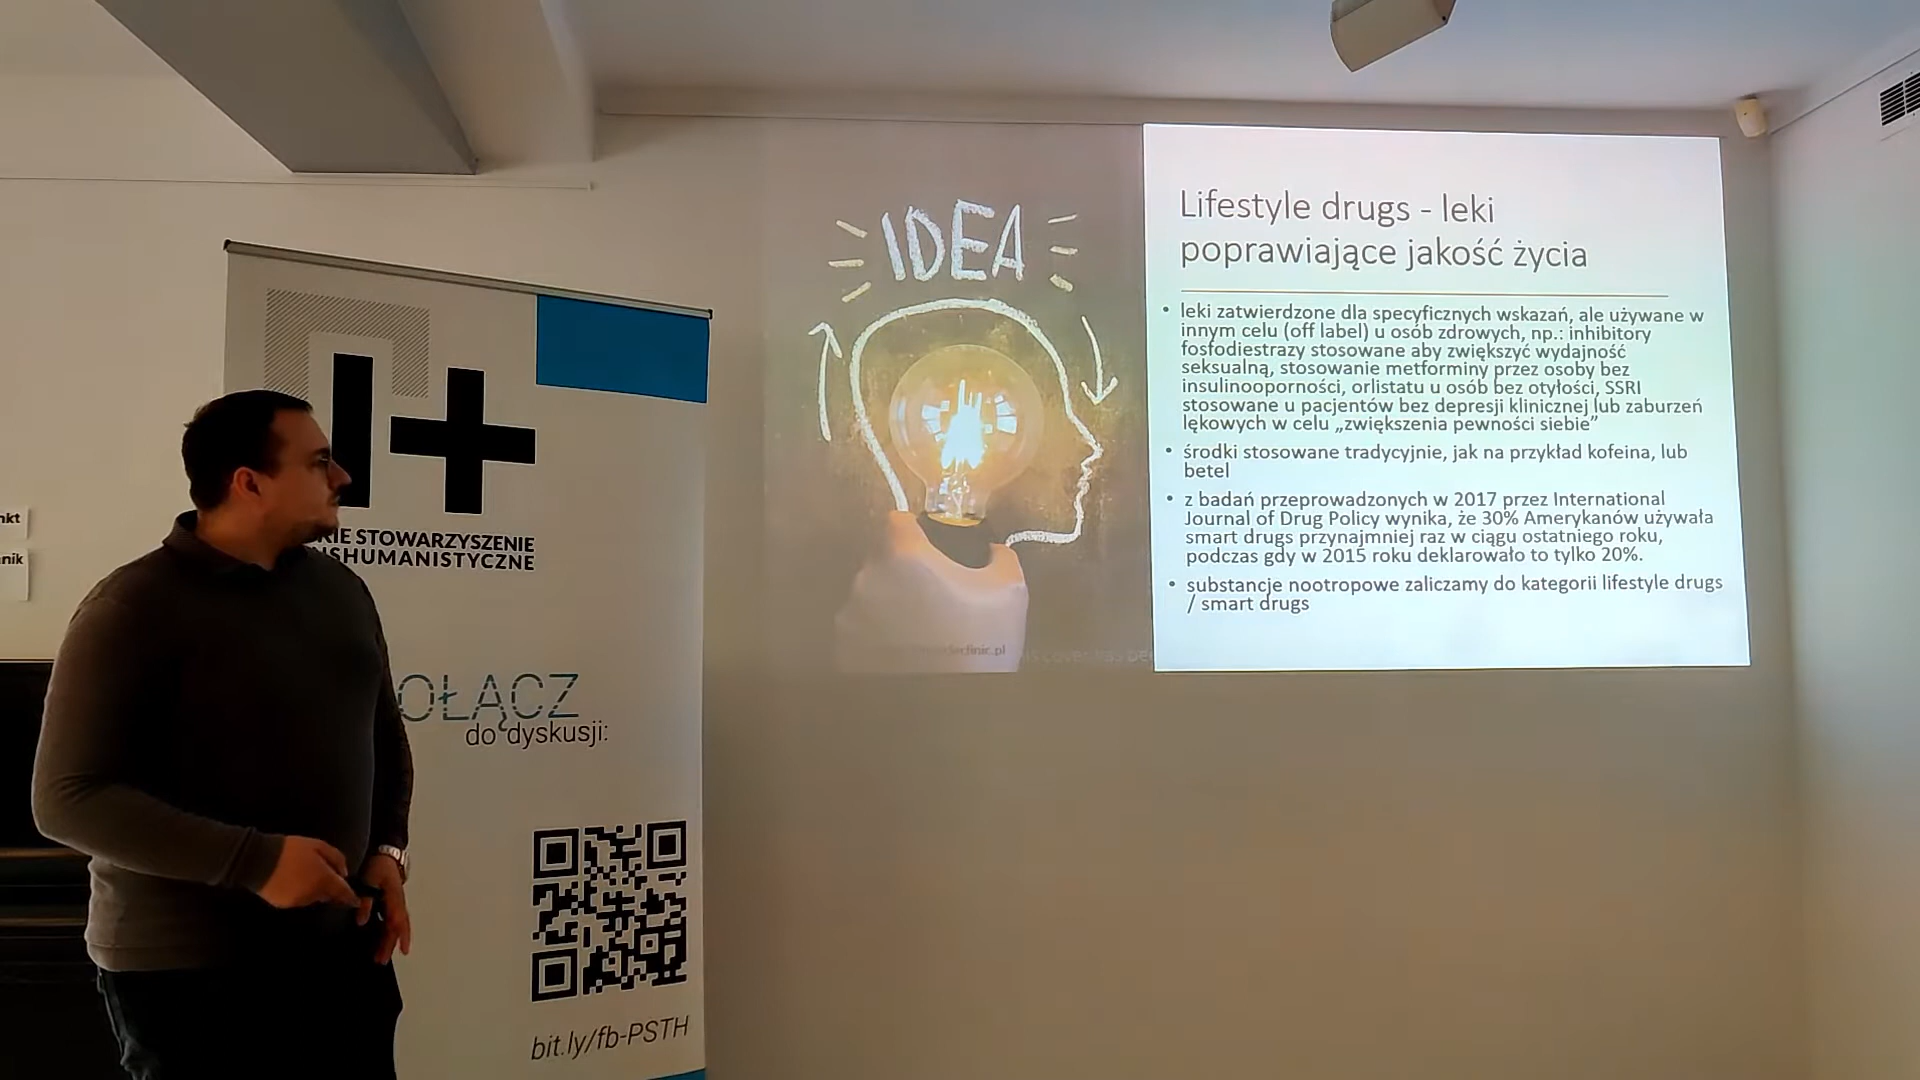 nkt
nik
h+
KIE STOWARZYSZENIE
NSHUMANISTYCZNE
OŁĄCZ
do dyskusji:
bit.ly/fb-PSTH
IDEA
Lifestyle drugs - leki
poprawiające jakość życia
• leki zatwierdzone dla specyficznych wskazań, ale używane w
innym celu (off label) u osób zdrowych, np.: inhibitory
fosfodiestrazy stosowane aby zwiększyć wydajność
seksualną, stosowanie metforminy przez osoby bez
insulinooporności, orlistatu u osób bez otyłości, SSRI
stosowane u pacjentów bez depresji klinicznej lub zaburzeń
lękowych w celu „zwiększenia pewności siebie”
• środki stosowane tradycyjnie, jak na przykład kofeina, lub
betel
• z badań przeprowadzonych w 2017 przez International
Journal of Drug Policy wynika, że 30% Amerykanów używała
smart drugs przynajmniej raz w ciągu ostatniego roku,
podczas gdy w 2015 roku deklarowało to tylko 20%.
• substancje nootropowe zaliczamy do kategorii lifestyle drugs
/ smart drugs